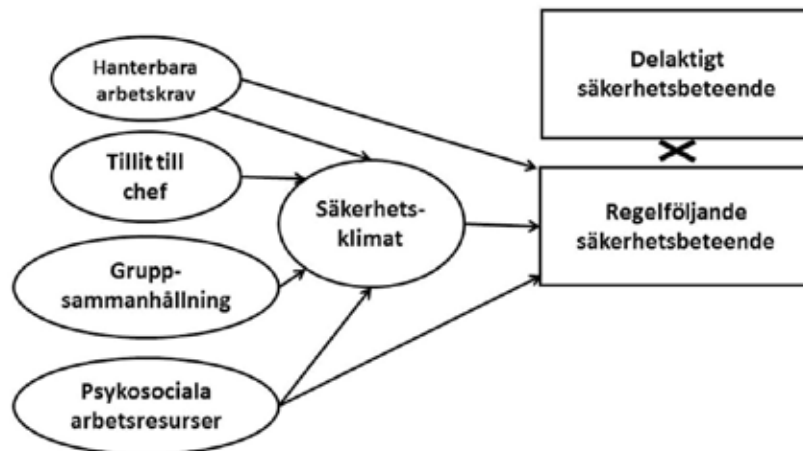 Hanterbara
arbetskrav
Tillit till
chef
Grupp-
sammanhållning
Psykosociala
arbetsresurser
Säkerhets-
klimat
Delaktigt
säkerhetsbeteende
Regelföljande
säkerhetsbeteende